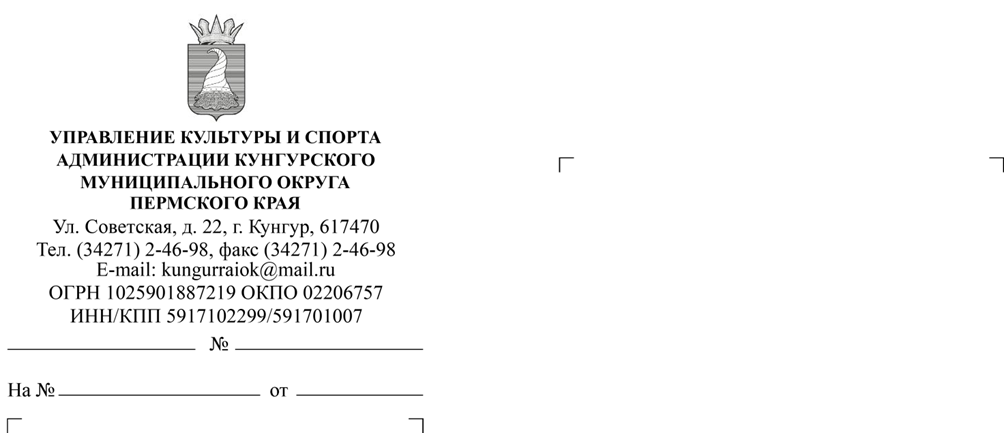 УПРАВЛЕНИЕ КУЛЬТУРЫ И СПОРТА
АДМИНИСТРАЦИИ КУНГУРСКОГО
МУНИЦИПАЛЬНОГО ОКРУГА
ПЕРМСКОГО КРАЯ
Ул. Советская, д. 22, г. Кунгур, 617470
Тел. (34271) 2-46-98, факс (34271) 2-46-98
E-mail: kungurraiok@mail.ru
ОГРН 1025901887219 ОКПО 02206757
ИНН/КПП 5917102299/591701007
№
На № от